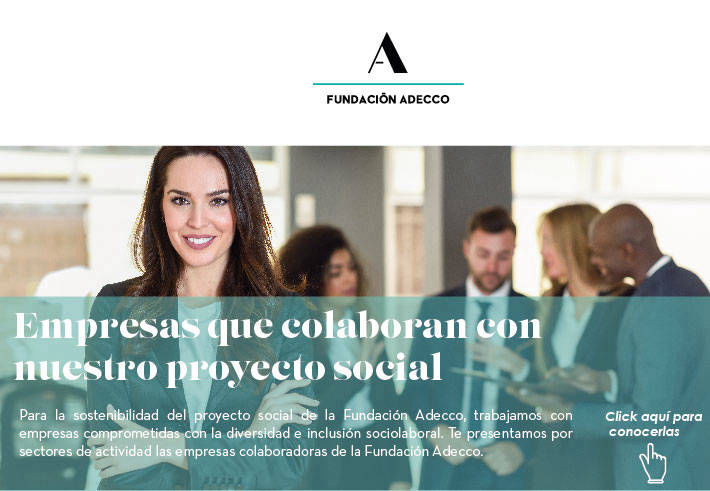 FUNDACIÓN ADECCO
Empresas que colaboran con
nuestro proyecto social
Para la sostenibilidad del proyecto social de la Fundación Adecco, trabajamos con
empresas comprometidas con la diversidad e inclusión sociolaboral. Te presentamos por
sectores de actividad las empresas colaboradoras de la Fundación Adecco.
Click aquí para
conocerlas